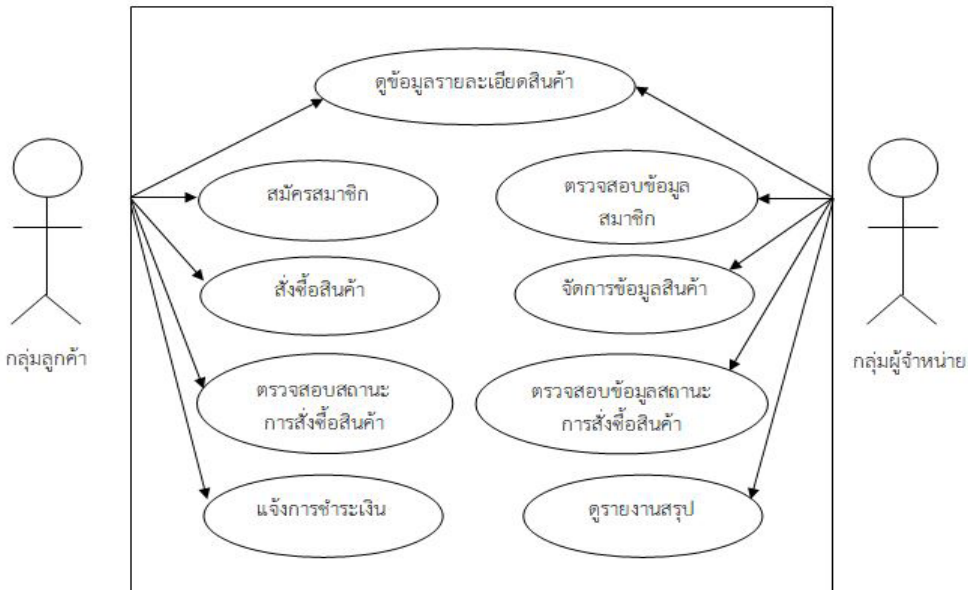 ดูข้อมูลรายละเอียดสินค้า
สมัครสมาชิก
ตรวจสอบข้อมูล
สมาชิก
สั่งซื้อสินค้า
จัดการข้อมูลสินค้า
กลุ่มลูกค้า
กลุ่มผู้จำหน่าย
ตรวจสอบสถานะ
การสั่งซื้อสินค้า
ตรวจสอบข้อมูลสถานะ
การสั่งซื้อสินค้า
แจ้งการชำระเงิน
ดูรายงานสรุป